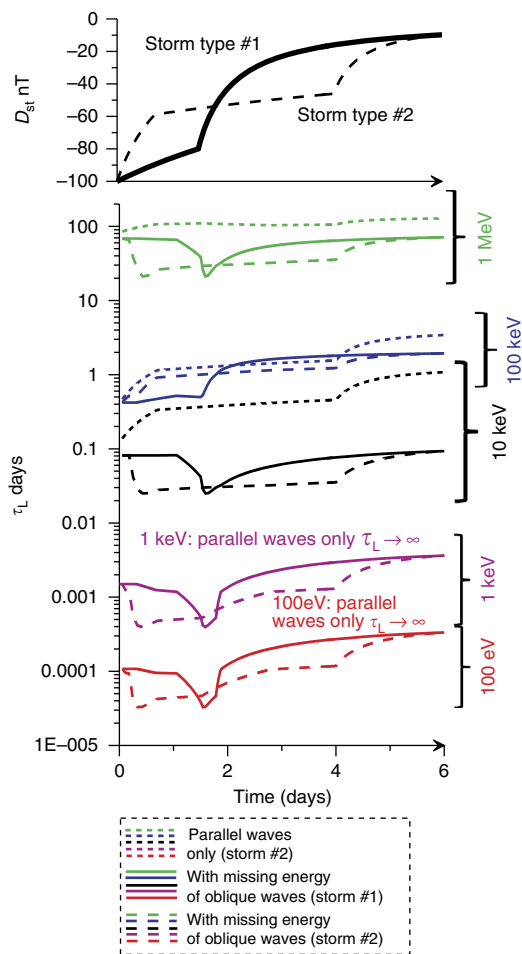 0
−20
−40
−60
−80
−100
Dst nT
Storm type #1
Storm type #2
100
10
1
0.1
0.01
0.001
0.0001
1E−005
τL days
1 MeV
100 keV
10 keV
1 keV
100 eV
1 keV: parallel waves only τL → ∞
100eV: parallel
waves only τL → ∞
0 2 4 6
Time (days)
Parallel waves
only (storm #2)
With missing energy
of oblique waves (storm #1)
With missing energy
of oblique waves (storm #2)